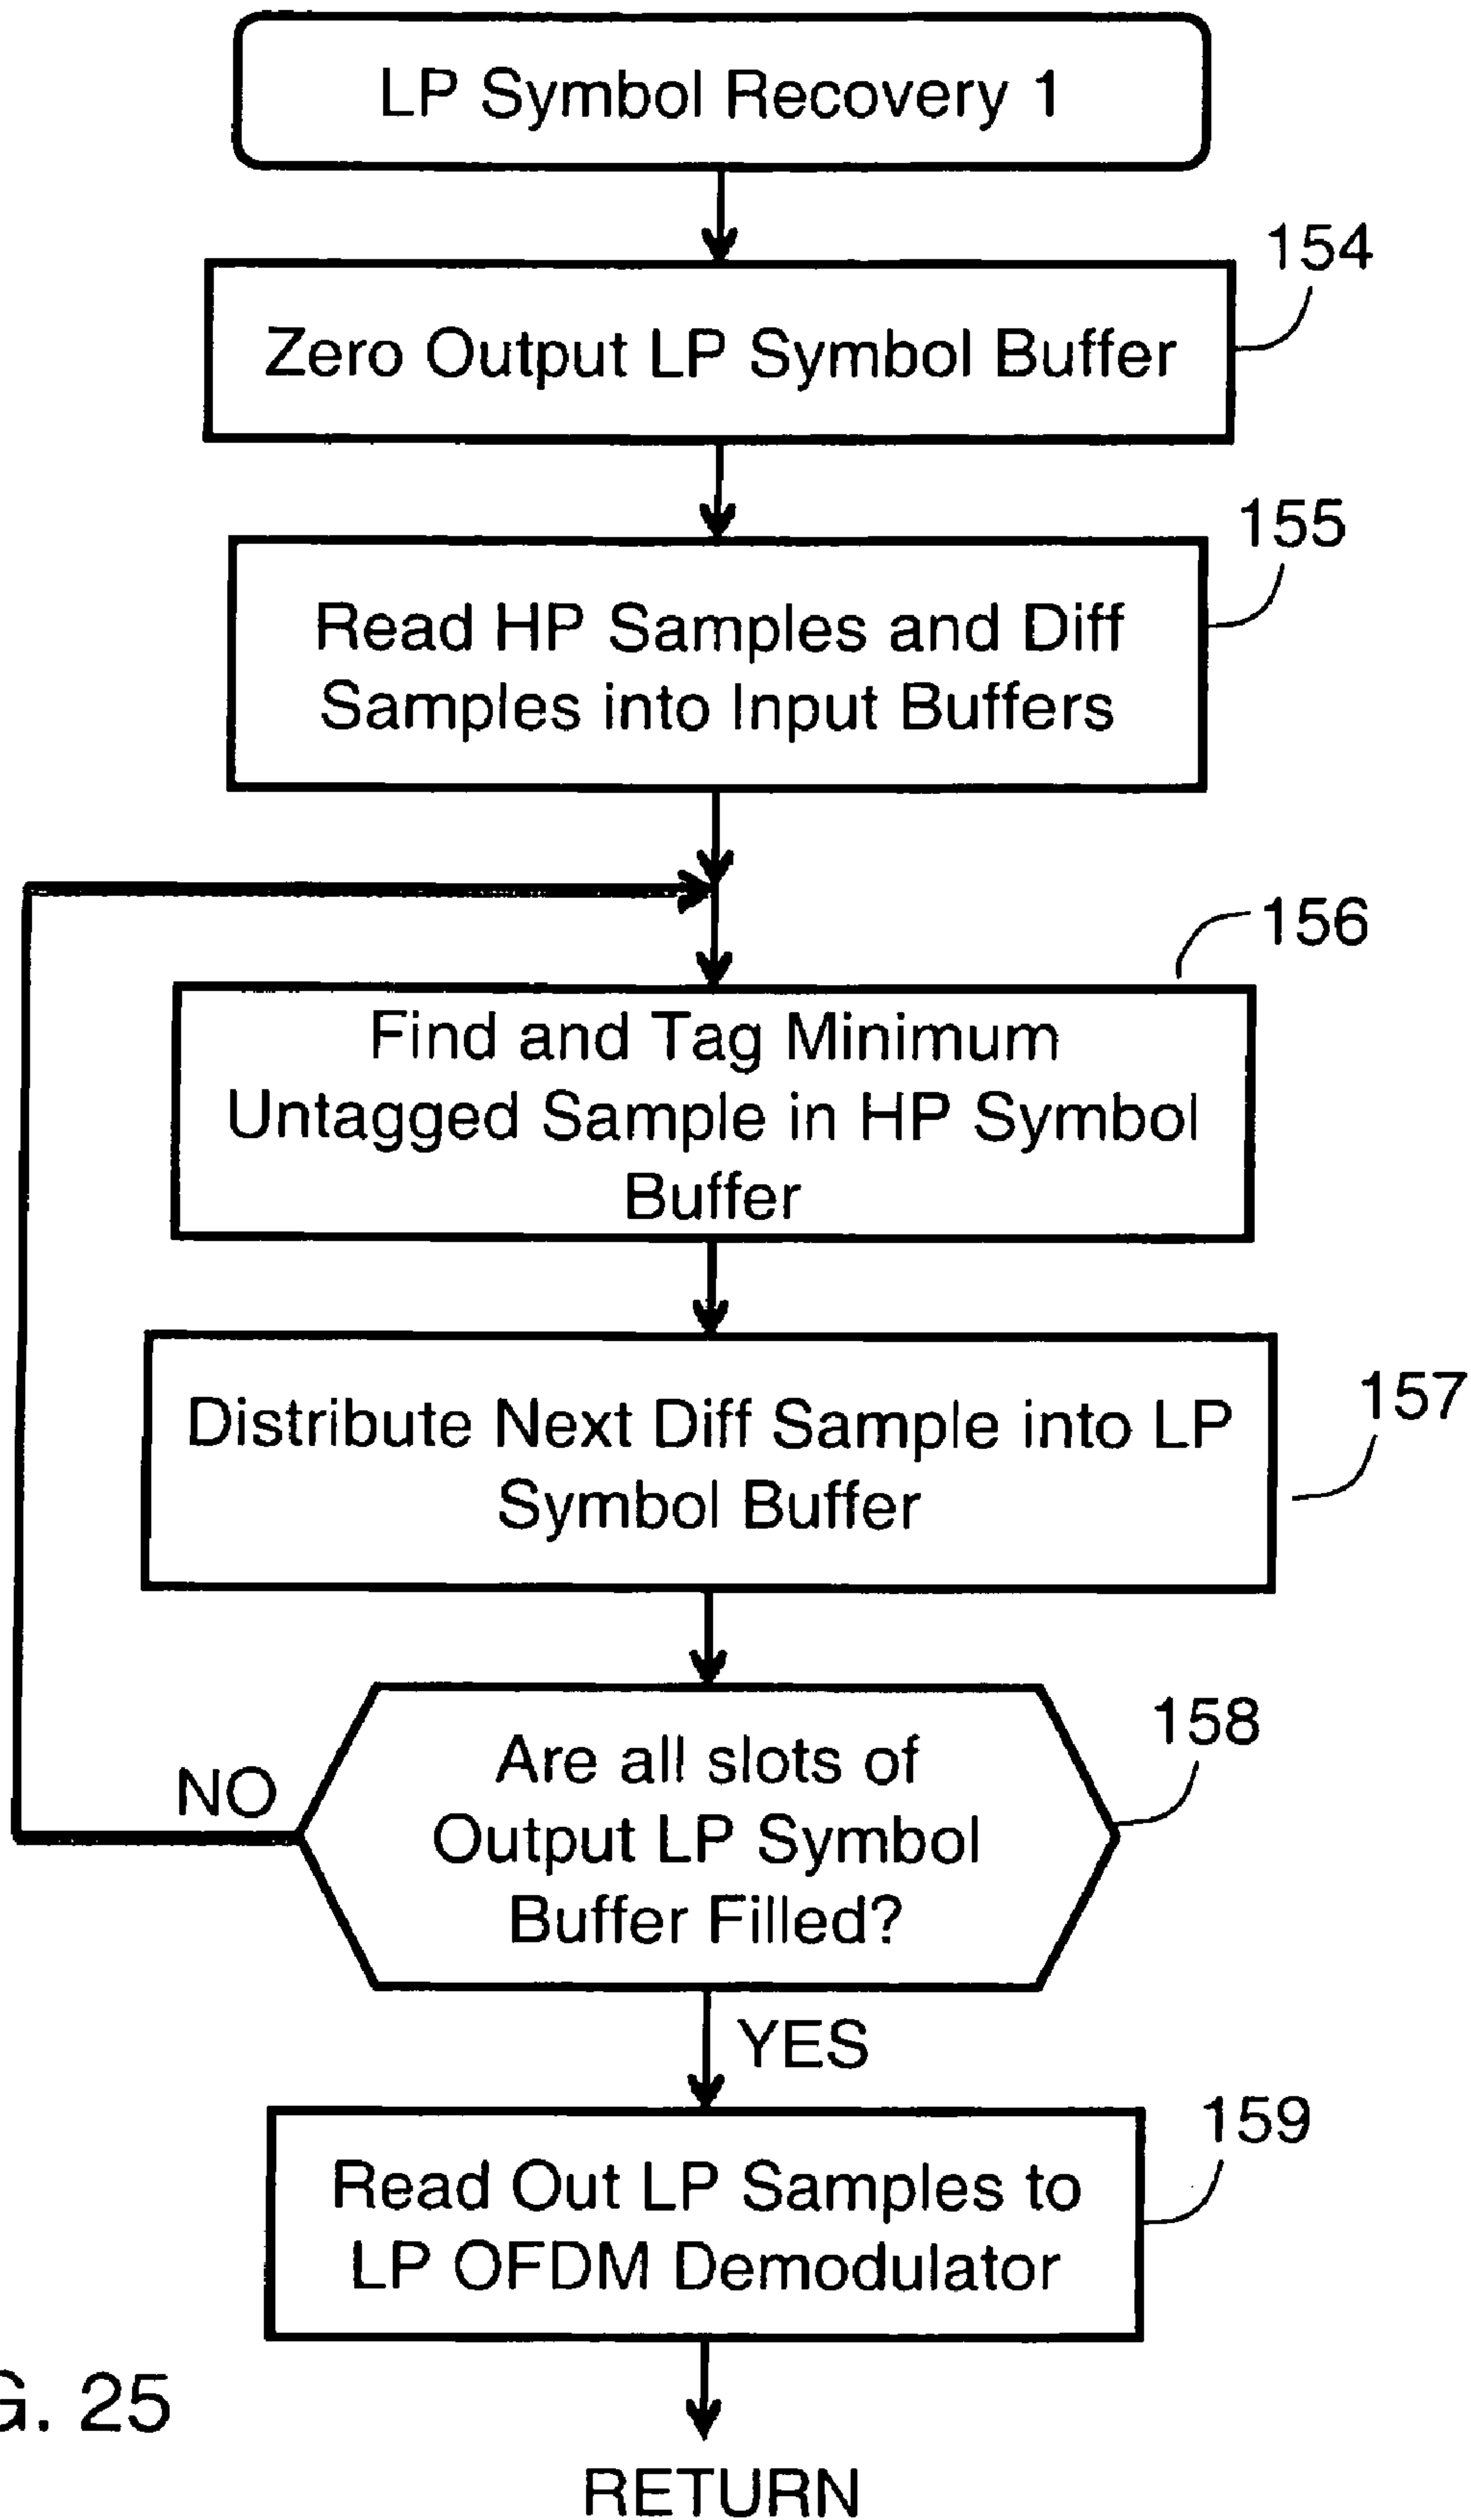 LP Symbol Recovery 1
154
Zero Output LP Symbol Buffer
155
Read HP Samples and Diff
Samples into Input Buffers
156
Find and Tag Minimum
Untagged Sample in HP Symbol
Buffer
157
Distribute Next Diff Sample into LP
Symbol Buffer
158
Are all slots of
Output LP Symbol
Buffer Filled?
NO
YES
159
Read Out LP Samples to
LP OFDM Demodulator
G. 25
RETURN